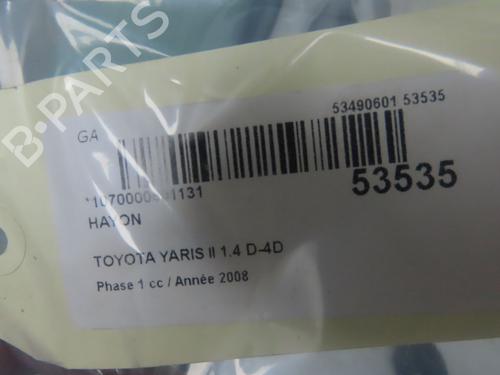 B-PARTS
53490601 53535
GA
53535
HAYON
TOYOTA YARIS II 1.4 D-4D
Phase 1 cc / Année 2008